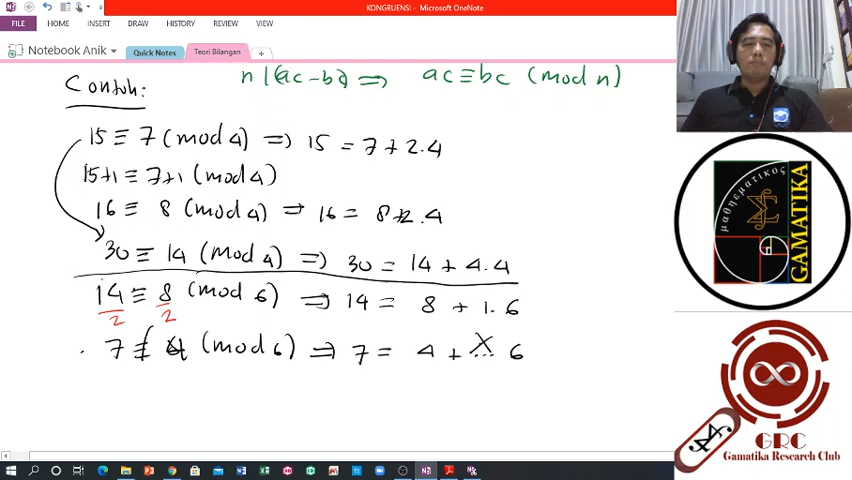 KONGRUENSI - Microsoft OneNote
FILE HOME INSERT DRAW HISTORY REVIEW VIEW
Notebook Anik Quick Notes Teori Bilangan +
n | (ac - bc) ⇒ ac ≡ bc (mod n)
Contoh:
15 ≡ 7 (mod 4) ⇒ 15 = 7 + 2.4
15+1 ≡ 7+1 (mod 4)
16 ≡ 8 (mod 4) ⇒ 16 = 8 + 2.4
30 ≡ 14 (mod 4) ⇒ 30 = 14 + 4.4
14/2 ≡ 8/2 (mod 6) ⇒ 14 = 8 + 1.6
7 ≢ 4 (mod 6) ⇒ 7 = 4 + ... 6
μαθηματικος
GAMATIKA
GRC
Gamatika Research Club